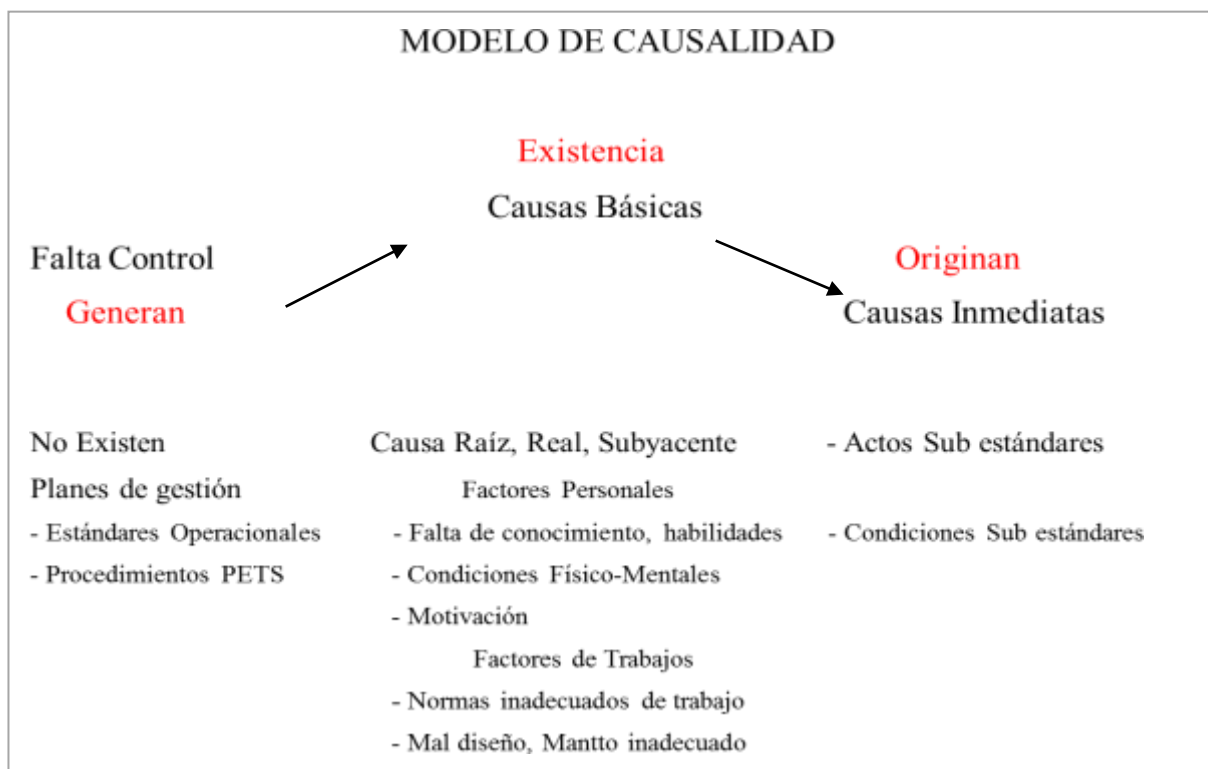 MODELO DE CAUSALIDAD
Existencia
Causas Básicas
Falta Control
Generan
Originan
Causas Inmediatas
No Existen
Planes de gestión
- Estándares Operacionales
- Procedimientos PETS
Causa Raíz, Real, Subyacente
Factores Personales
- Falta de conocimiento, habilidades
- Condiciones Físico-Mentales
- Motivación
Factores de Trabajos
- Normas inadecuados de trabajo
- Mal diseño, Mantto inadecuado
- Actos Sub estándares
- Condiciones Sub estándares